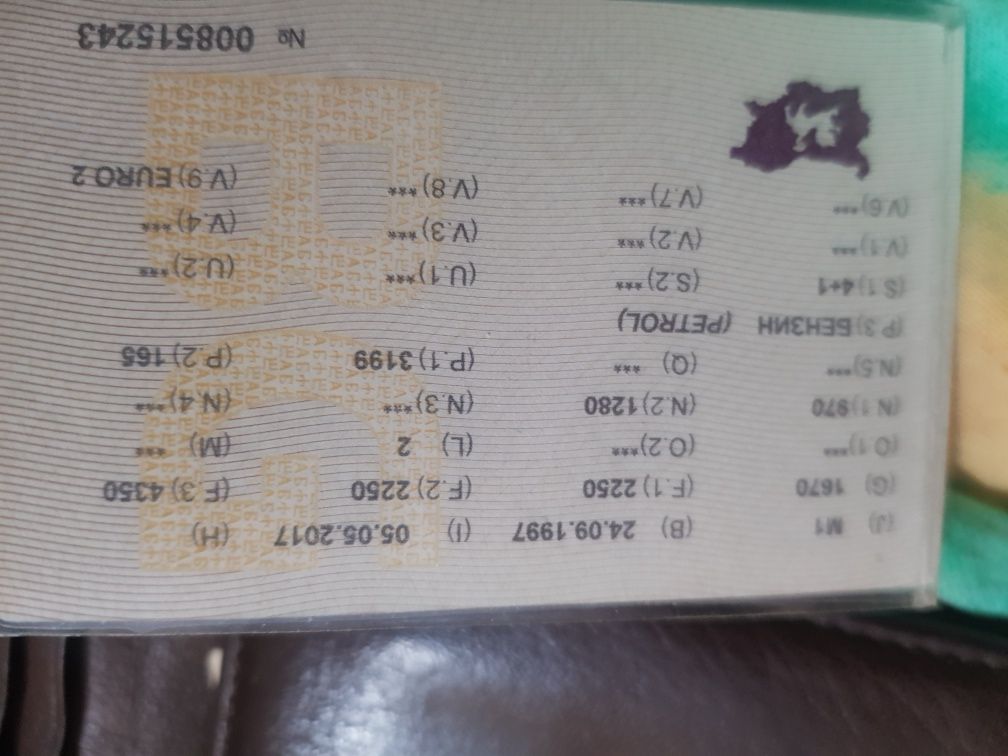 (J) M1 (B) 24.09.1997 (I) 05.05.2017 (H)
(G) 1670 (F.1) 2250 (F.2) 2250 (F.3) 4350
(O.1)*** (O.2)*** (L) 2 (M) ***
(N.1) 970 (N.2) 1280 (N.3)*** (N.4)***
(N.5)*** (Q) *** (P.1) 3199 (P.2) 165
(P.3) БЕНЗИН (PETROL)
(S.1) 4+1 (S.2)*** (U.1)*** (U.2)***
(V.1)*** (V.2)*** (V.3)*** (V.4)***
(V.6)*** (V.7)*** (V.8)*** (V.9) EURO 2
№ 008515243